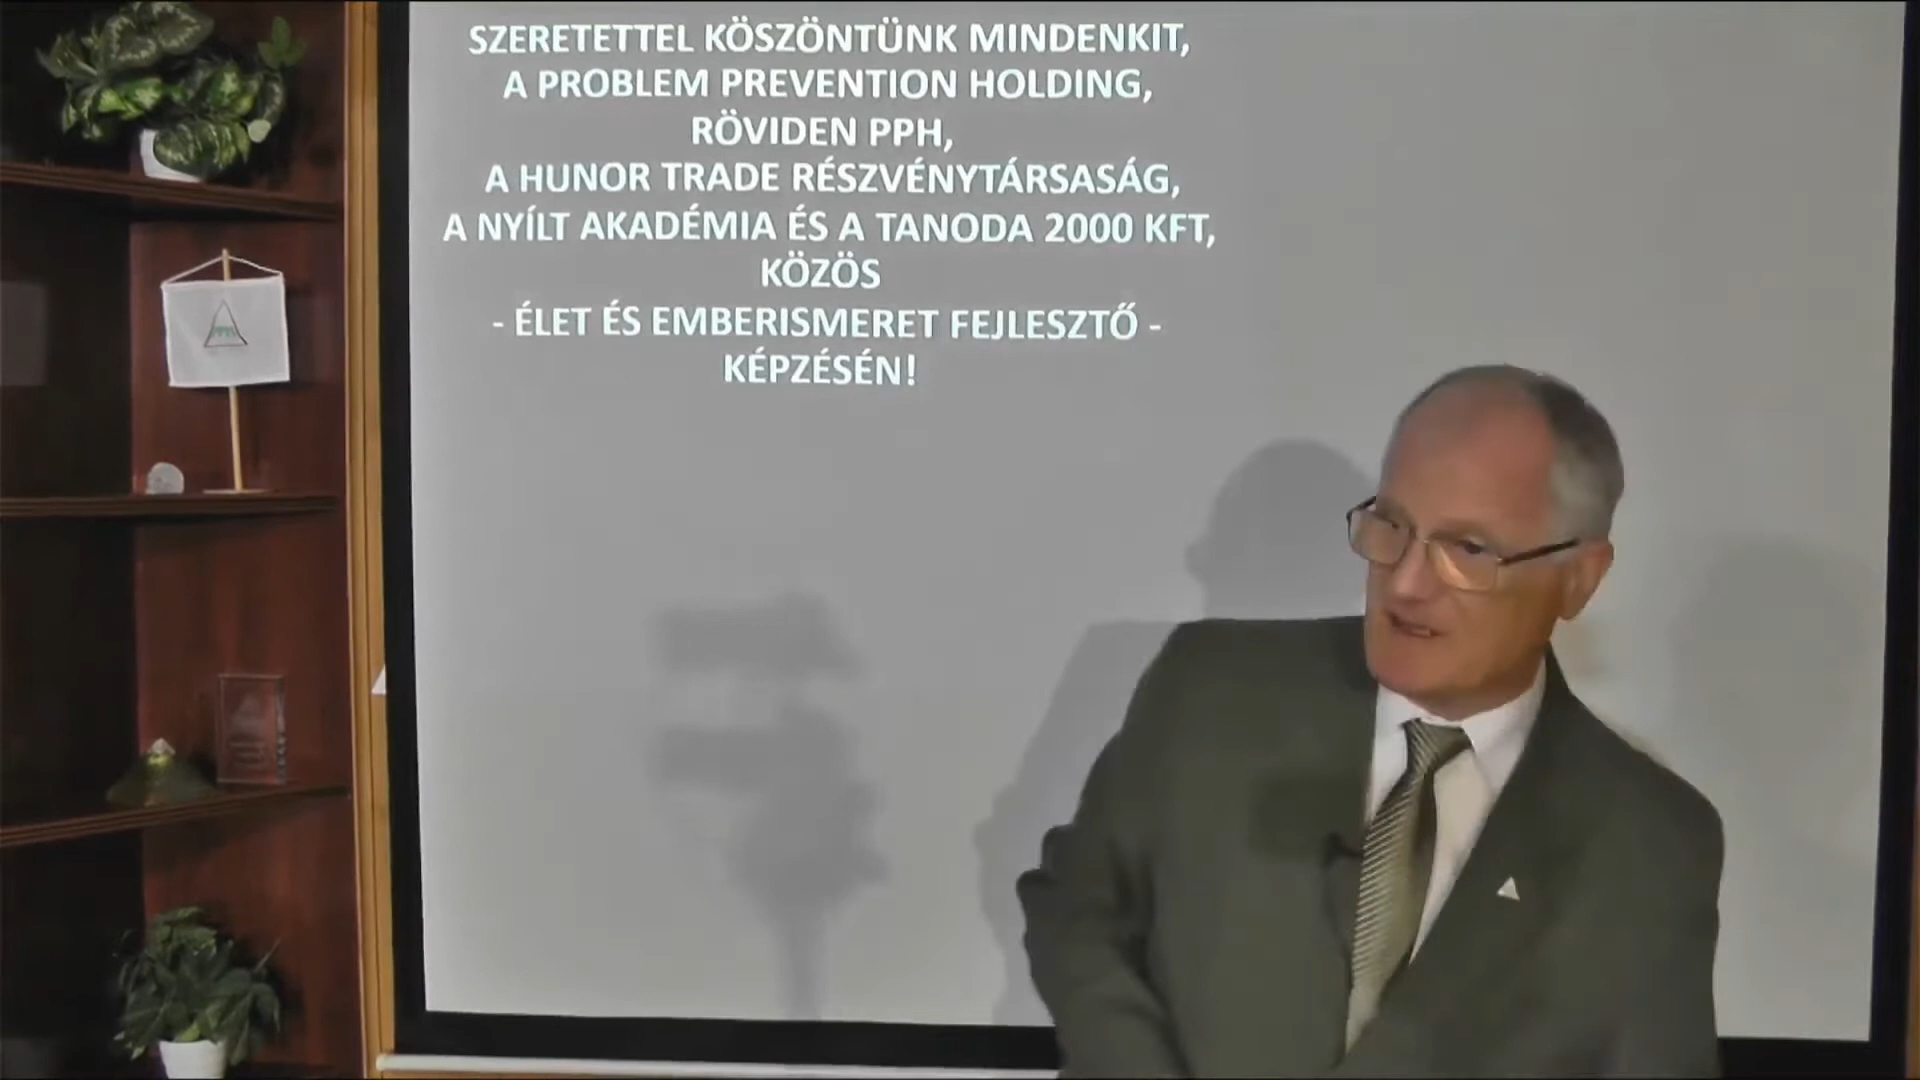 SZERETETTEL KÖSZÖNTÜNK MINDENKIT,
A PROBLEM PREVENTION HOLDING,
RÖVIDEN PPH,
A HUNOR TRADE RÉSZVÉNYTÁRSASÁG,
A NYÍLT AKADÉMIA ÉS A TANODA 2000 KFT,
KÖZÖS
- ÉLET ÉS EMBERISMERET FEJLESZTŐ -
KÉPZÉSÉN!